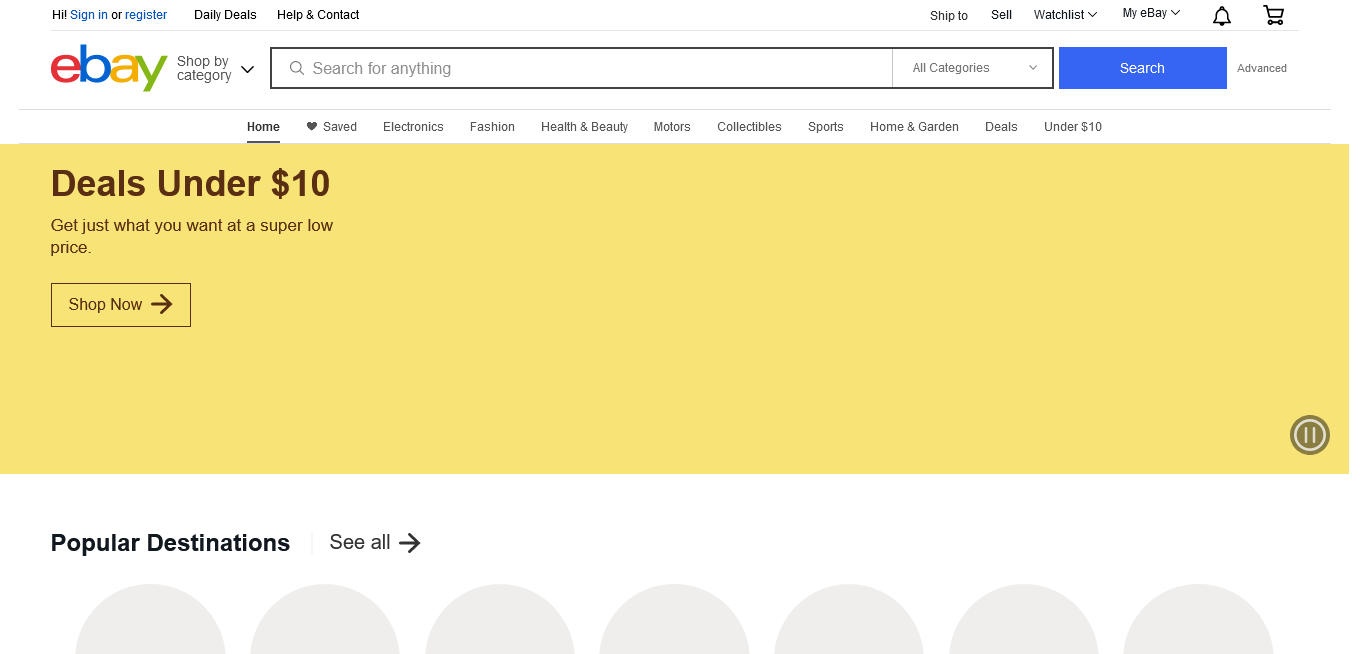 Hi! Sign in or register
Daily Deals
Help & Contact
Ship to
Sell
Watchlist
My eBay
ebay
Shop by
category
Search for anything
All Categories
Search
Advanced
Home
Saved
Electronics
Fashion
Health & Beauty
Motors
Collectibles
Sports
Home & Garden
Deals
Under $10
Deals Under $10
Get just what you want at a super low
price.
Shop Now
Popular Destinations
See all